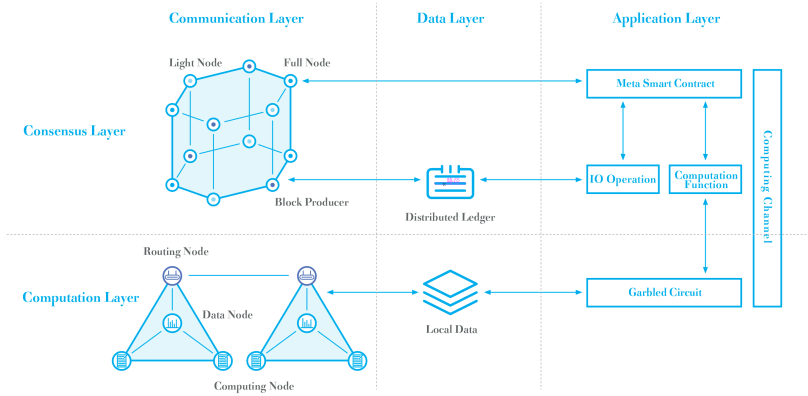 Communication Layer
Data Layer
Application Layer
Light Node
Full Node
Meta Smart Contract
Consensus Layer
Computing Channel
IO Operation
Computation
Function
Block Producer
Distributed Ledger
Routing Node
Computation Layer
Data Node
Garbled Circuit
Local Data
Computing Node